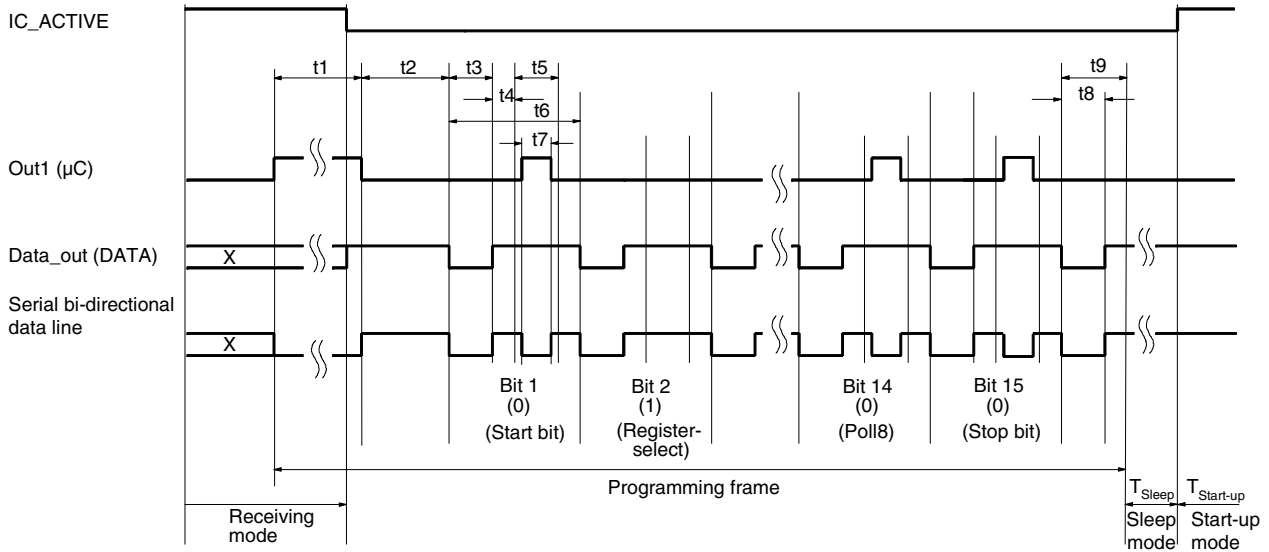 IC_ACTIVE
t1 t2 t3 t5 t9
t4 t6 t8
t7
Out1 (µC)
Data_out (DATA)
X
Serial bi-directional
data line
X
Bit 1 Bit 2 Bit 14 Bit 15
(0) (1) (0) (0)
(Start bit) (Register- (Poll8) (Stop bit)
select)
Programming frame
TSleep TStart-up
Receiving Sleep Start-up
mode mode mode